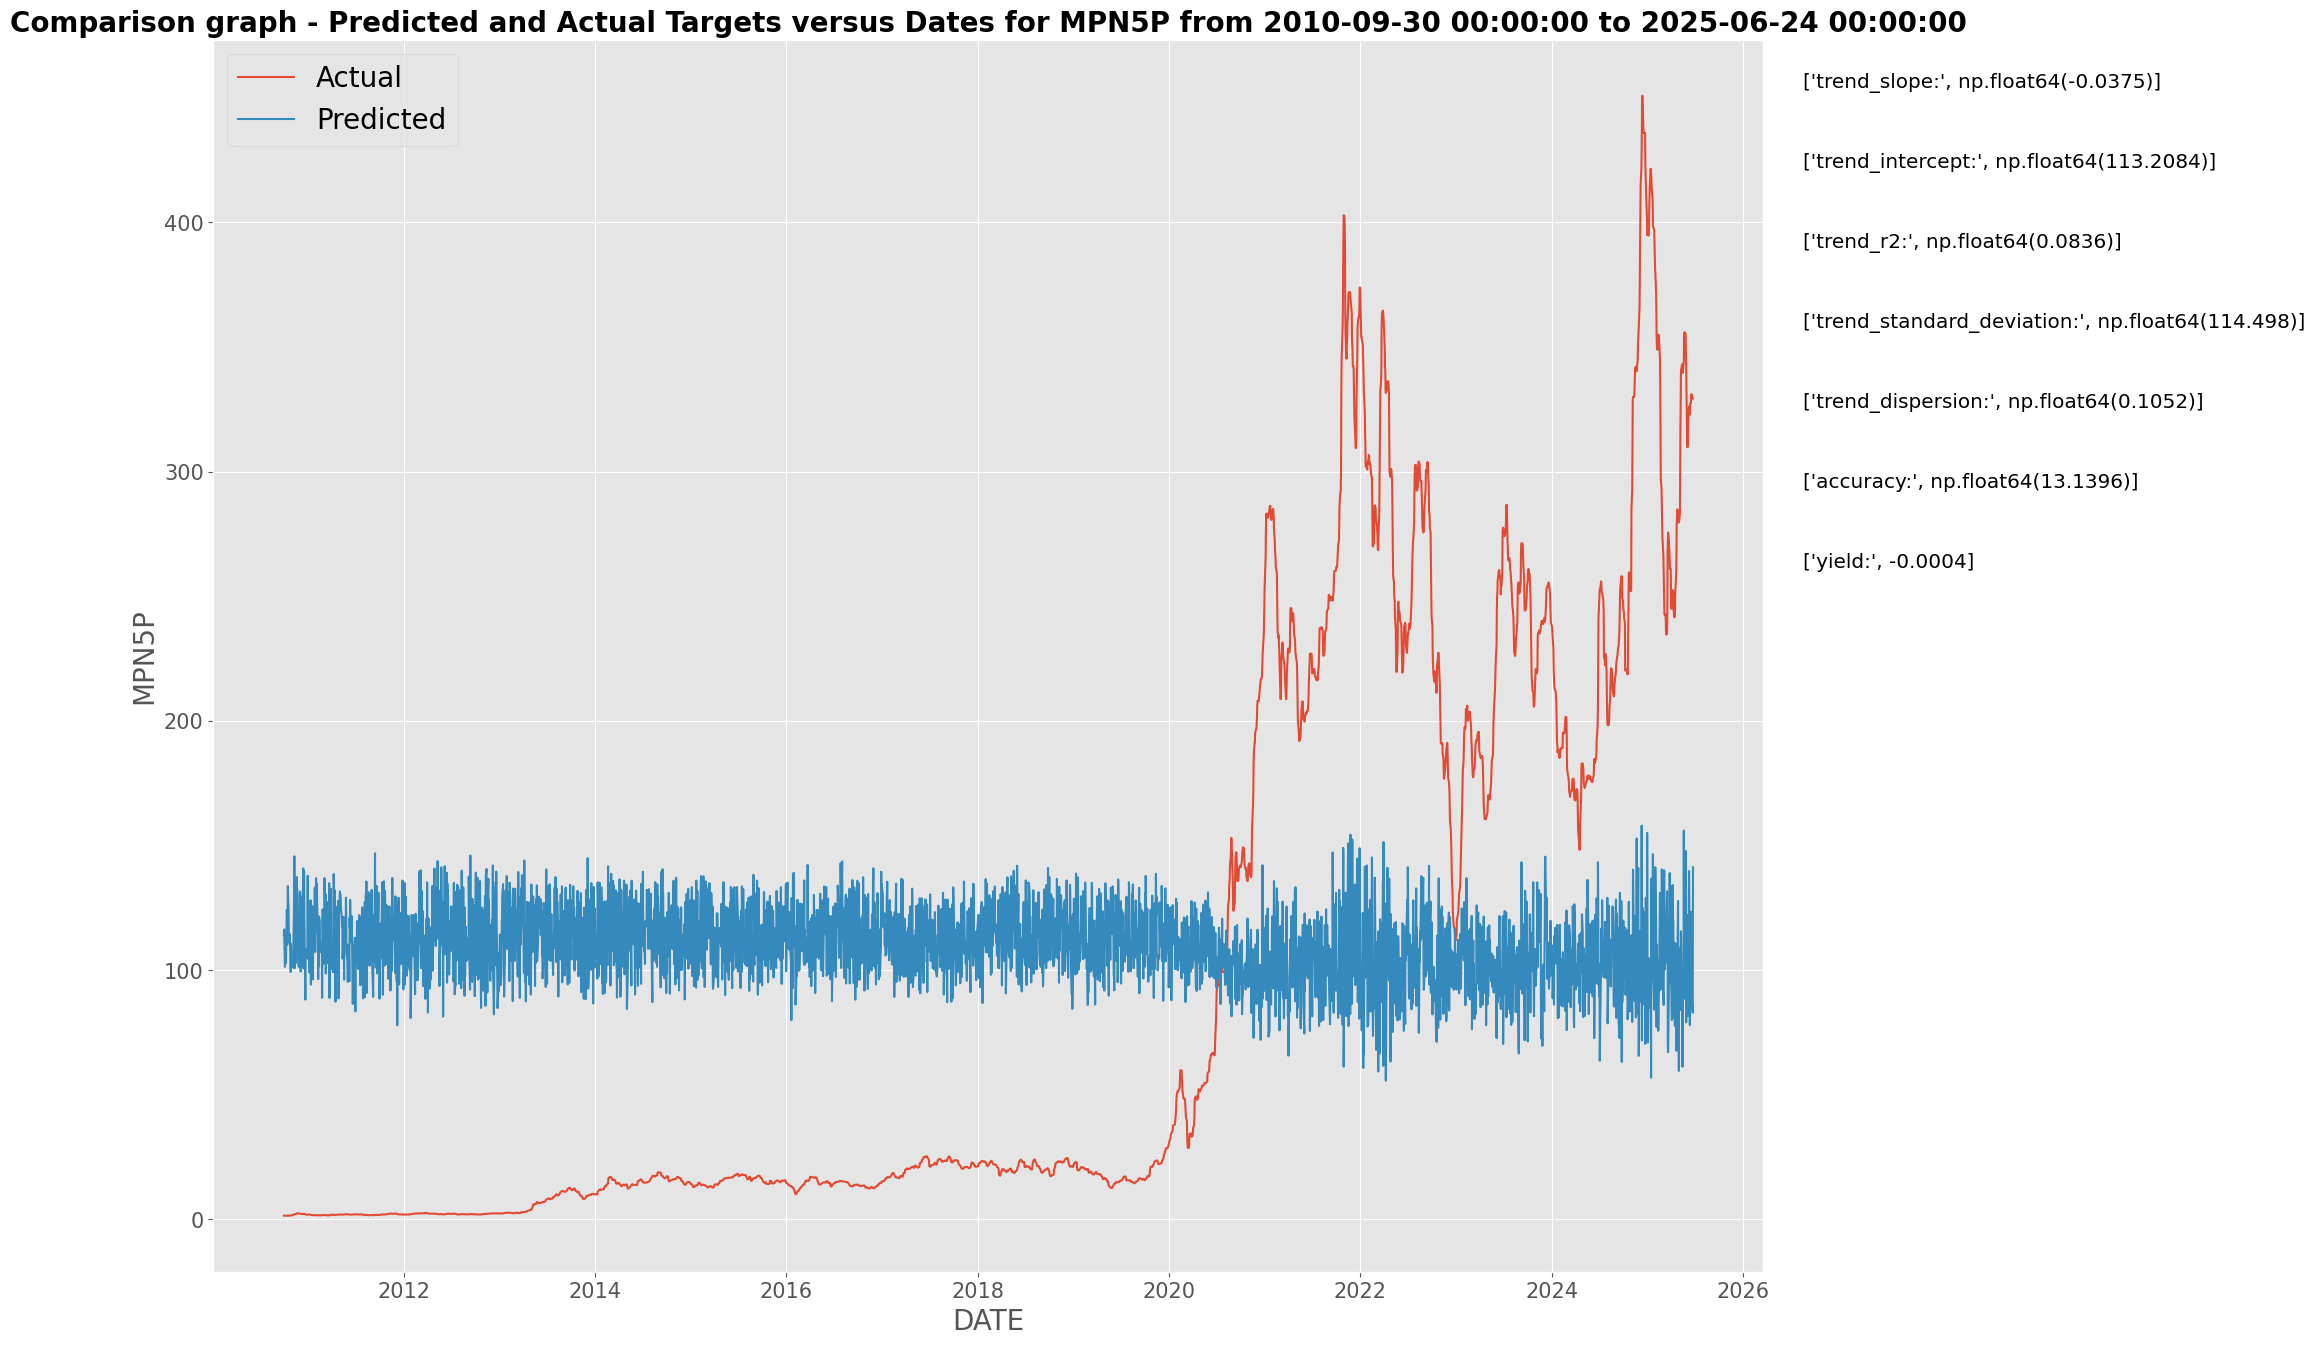 Comparison graph - Predicted and Actual Targets versus Dates for MPN5P from 2010-09-30 00:00:00 to 2025-06-24 00:00:00
Actual
Predicted
['trend_slope:', np.float64(-0.0375)]
['trend_intercept:', np.float64(113.2084)]
['trend_r2:', np.float64(0.0836)]
['trend_standard_deviation:', np.float64(114.498)]
['trend_dispersion:', np.float64(0.1052)]
['accuracy:', np.float64(13.1396)]
['yield:', -0.0004]
MPN5P
400
300
200
100
0
2012 2014 2016 2018 2020 2022 2024 2026
DATE